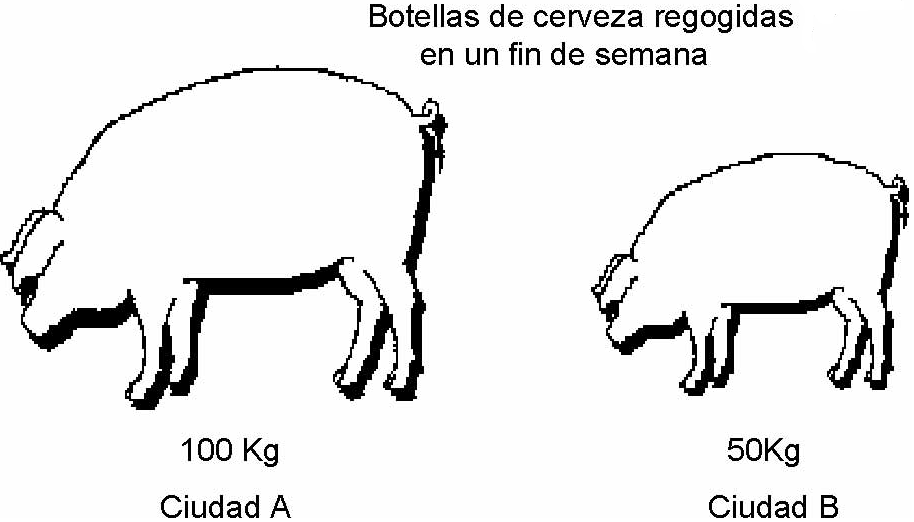 Botellas de cerveza regogidas
en un fin de semana
100 Kg
50Kg
Ciudad A
Ciudad B